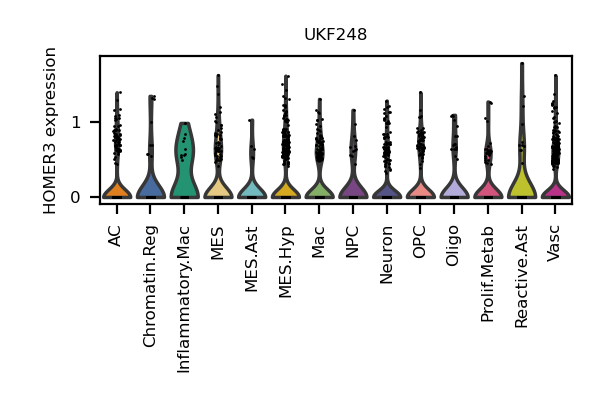 UKF248
HOMER3 expression
1
0
AC
Chromatin.Reg
Inflammatory.Mac
MES
MES.Ast
MES.Hyp
Mac
NPC
Neuron
OPC
Oligo
Prolif.Metab
Reactive.Ast
Vasc